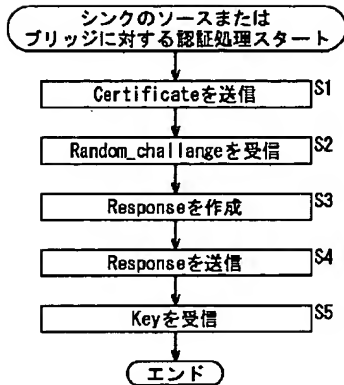 シンクのソースまたは
ブリッジに対する認証処理スタート
Certificateを送信 S1
Random_challangeを受信 S2
Responseを作成 S3
Responseを送信 S4
Keyを受信 S5
エンド